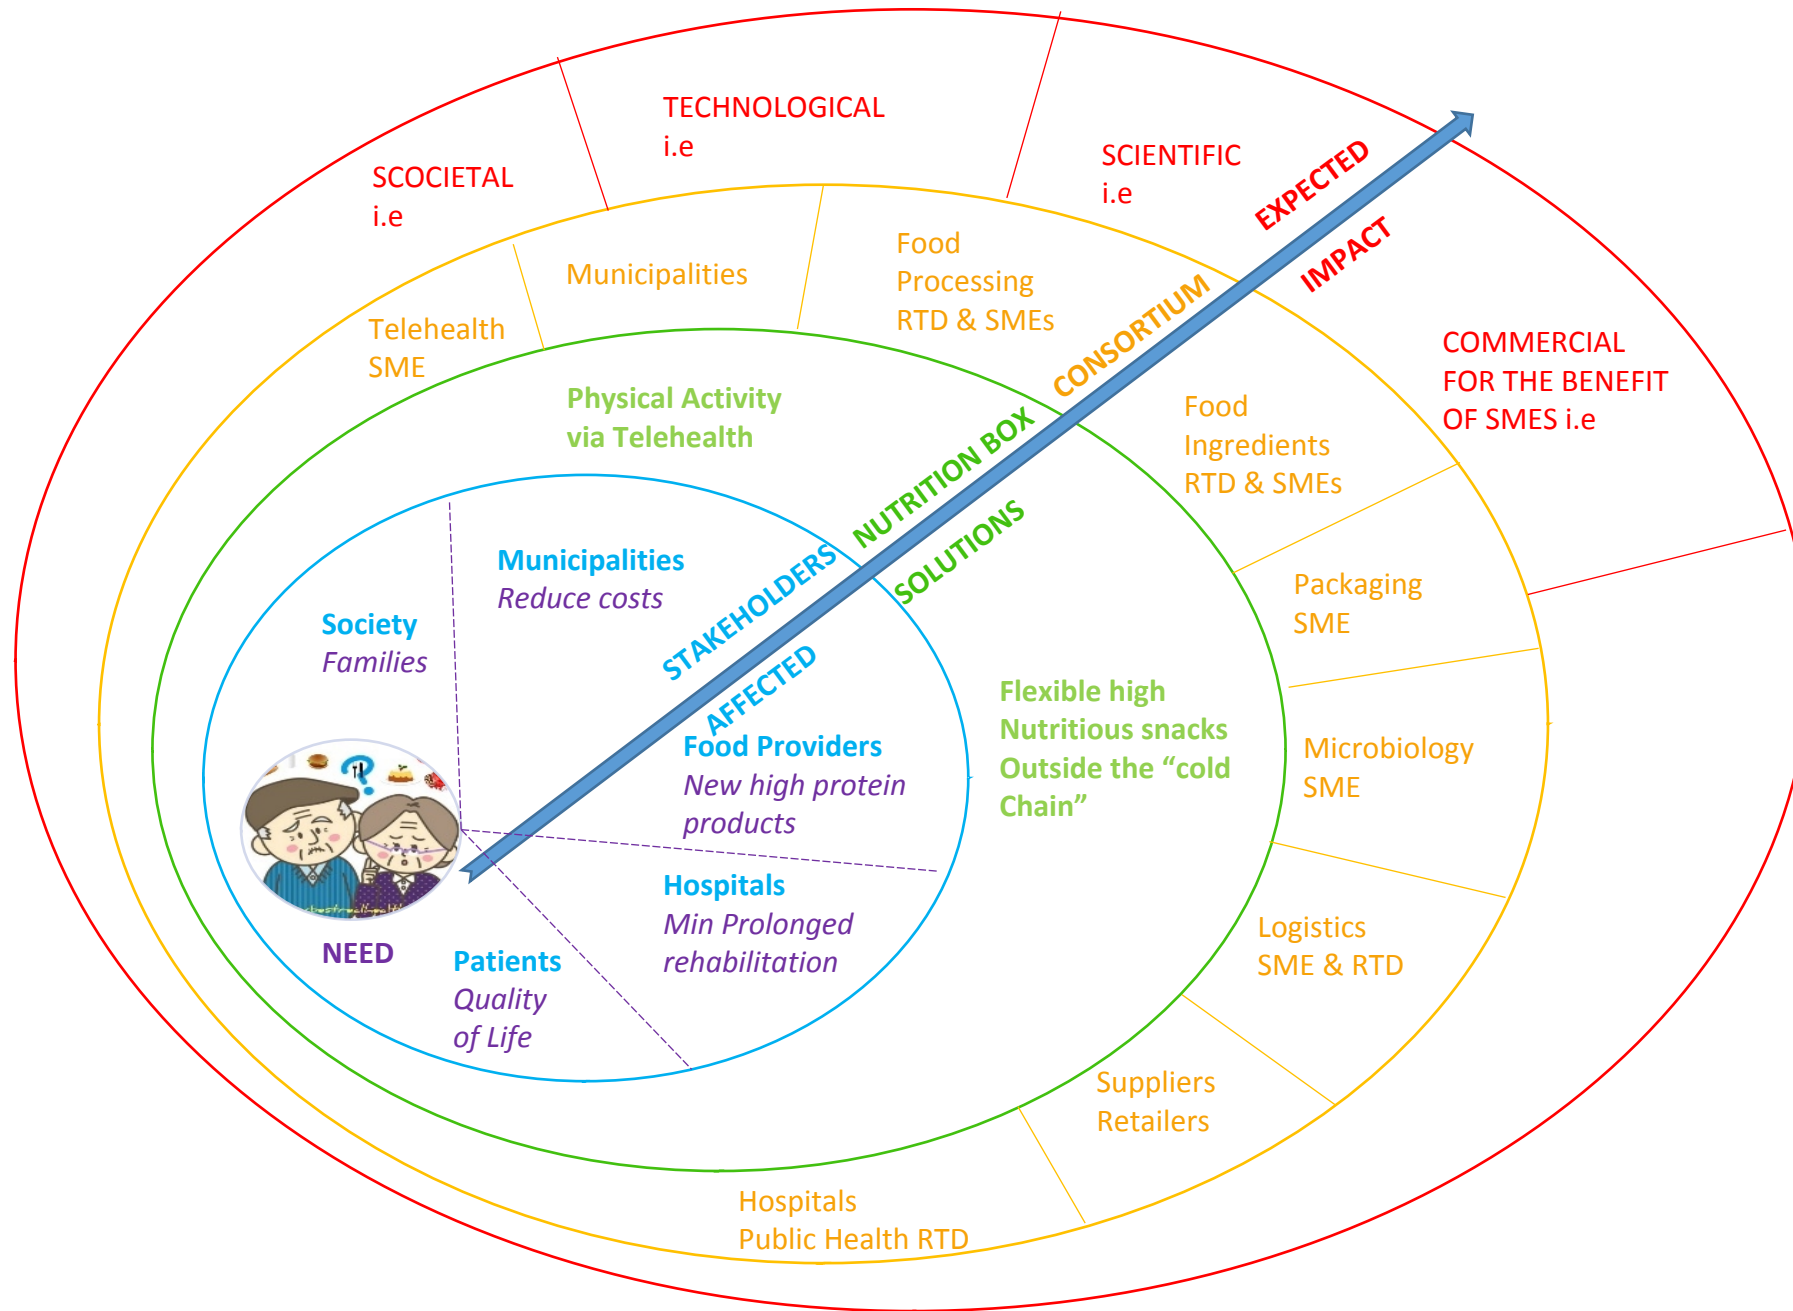 TECHNOLOGICAL
i.e
SCIENTIFIC
i.e
SCOCIETAL
i.e
EXPECTED
IMPACT
COMMERCIAL
FOR THE BENEFIT
OF SMES i.e
Municipalities
Food
Processing
RTD & SMEs
Telehealth
SME
CONSORTIUM
Food
Ingredients
RTD & SMEs
Packaging
SME
Microbiology
SME
Logistics
SME & RTD
Suppliers
Retailers
Hospitals
Public Health RTD
Physical Activity
via Telehealth
NUTRITION BOX
SOLUTIONS
Flexible high
Nutritious snacks
Outside the “cold
Chain”
STAKEHOLDERS
AFFECTED
Municipalities
Reduce costs
Society
Families
Food Providers
New high protein
products
Hospitals
Min Prolonged
rehabilitation
Patients
Quality
of Life
NEED